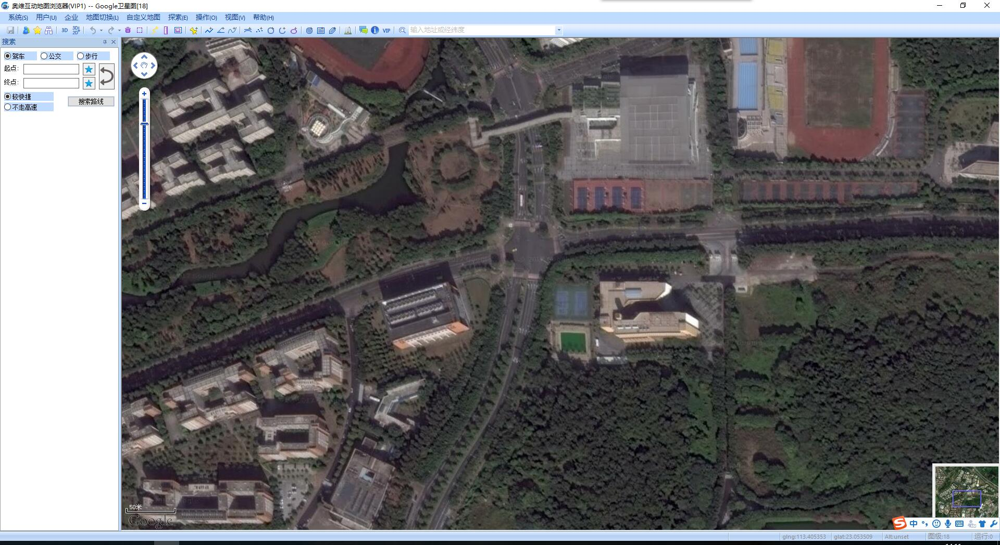 奥维互动地图浏览器(VIP1) -- Google卫星图[18]
系统(S) 用户(U) 企业 地图切换(L) 自定义地图 探索(E) 操作(O) 视图(V) 帮助(H)
3D 3D 2D VIP 输入地址或经纬度
搜索
驾车 公交 步行
起点:
终点:
较快捷
不走高速
搜索路线
50米
Google
中
glng:113.405353 glat:23.053509 Alt:unset 图级:18 运行:0